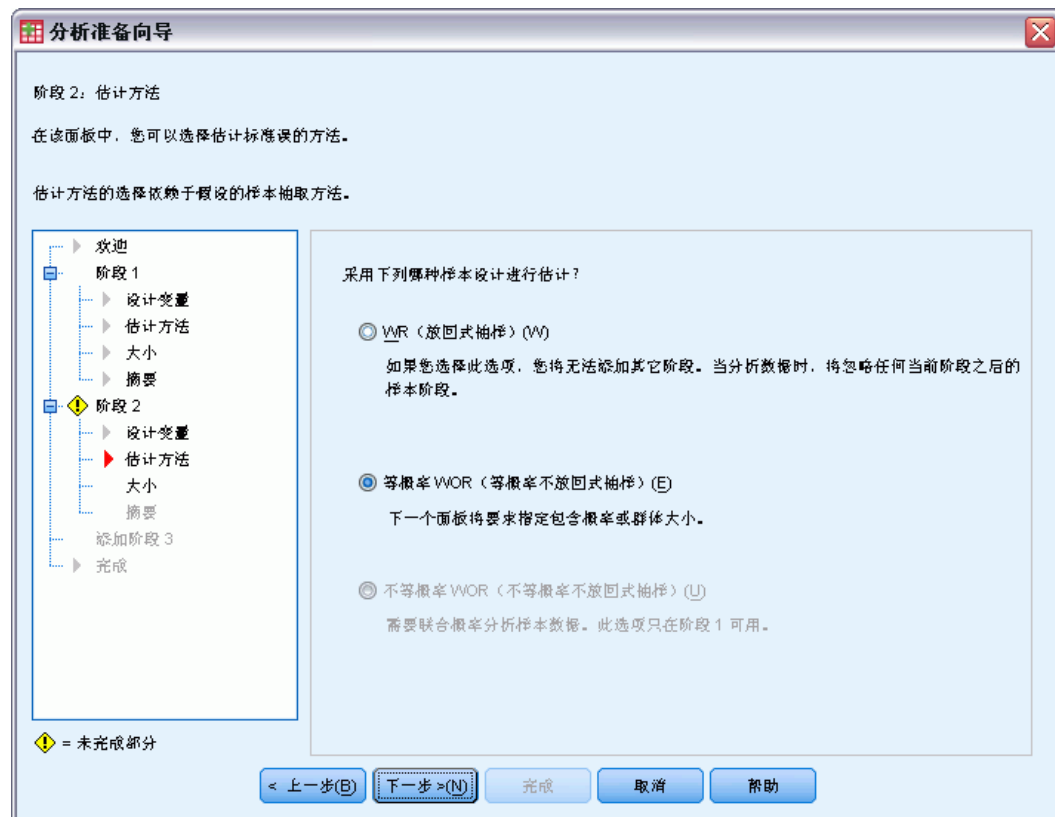 分析准备向导
阶段 2：估计方法
在该面板中，您可以选择估计标准误的方法。
估计方法的选择依赖于假设的样本抽取方法。
欢迎
阶段 1
设计变量
估计方法
大小
摘要
阶段 2
设计变量
估计方法
大小
摘要
添加阶段 3
完成
! = 未完成部分
采用下列哪种样本设计进行估计？
WR（放回式抽样）(W)
如果您选择此选项，您将无法添加其它阶段。当分析数据时，将忽略任何当前阶段之后的
样本阶段。
等概率 WOR（等概率不放回式抽样）(E)
下一个面板将要求指定包含概率或群体大小。
不等概率 WOR（不等概率不放回式抽样）(U)
需要联合概率分析样本数据。此选项只在阶段 1 可用。
< 上一步(B) 下一步 >(N) 完成 取消 帮助